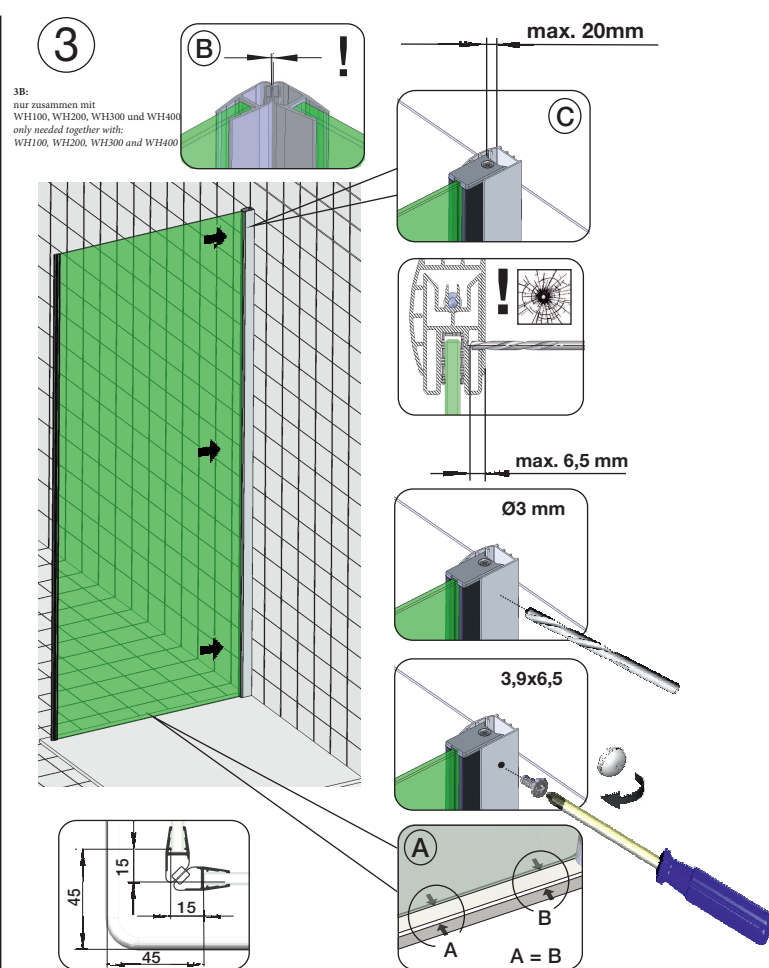 3
3B:
nur zusammen mit
WH100, WH200, WH300 und WH400
only needed together with:
WH100, WH200, WH300 and WH400
B
!
max. 20mm
C
!
max. 6,5 mm
Ø3 mm
3,9x6,5
45
15
15
45
A
A
B
A = B